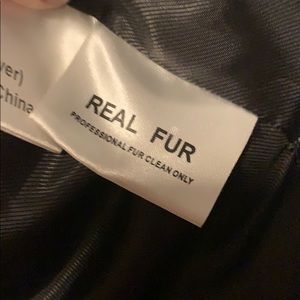 ver)
China
REAL FUR
PROFESSIONAL FUR CLEAN ONLY